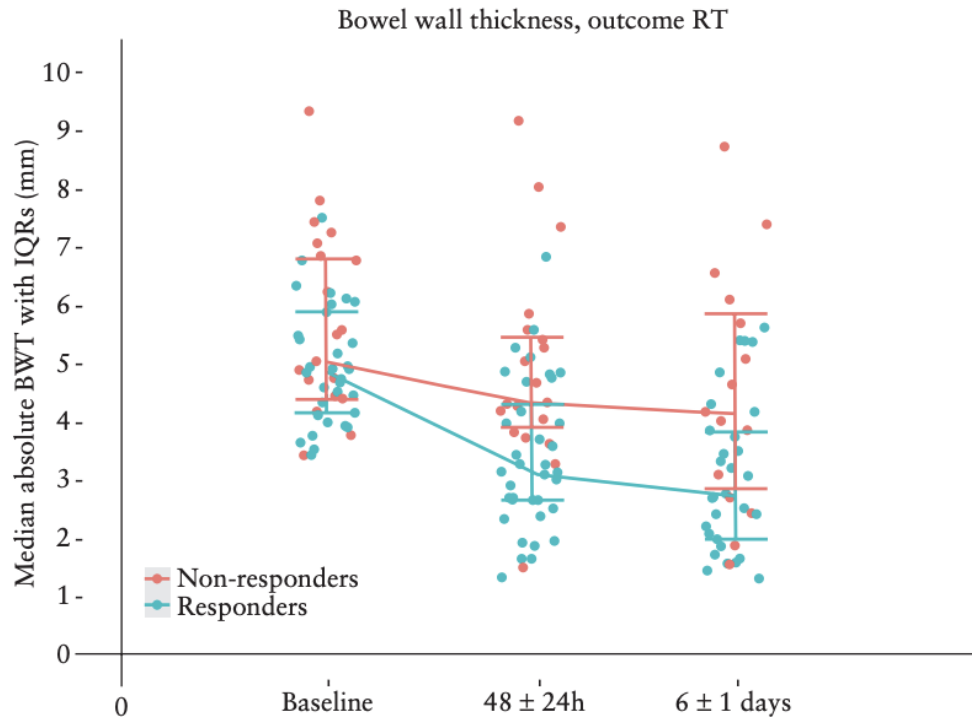 Bowel wall thickness, outcome RT
Median absolute BWT with IQRs (mm)
10
9
8
7
6
5
4
3
2
1
0
Non-responders
Responders
0
Baseline
48 ± 24h
6 ± 1 days